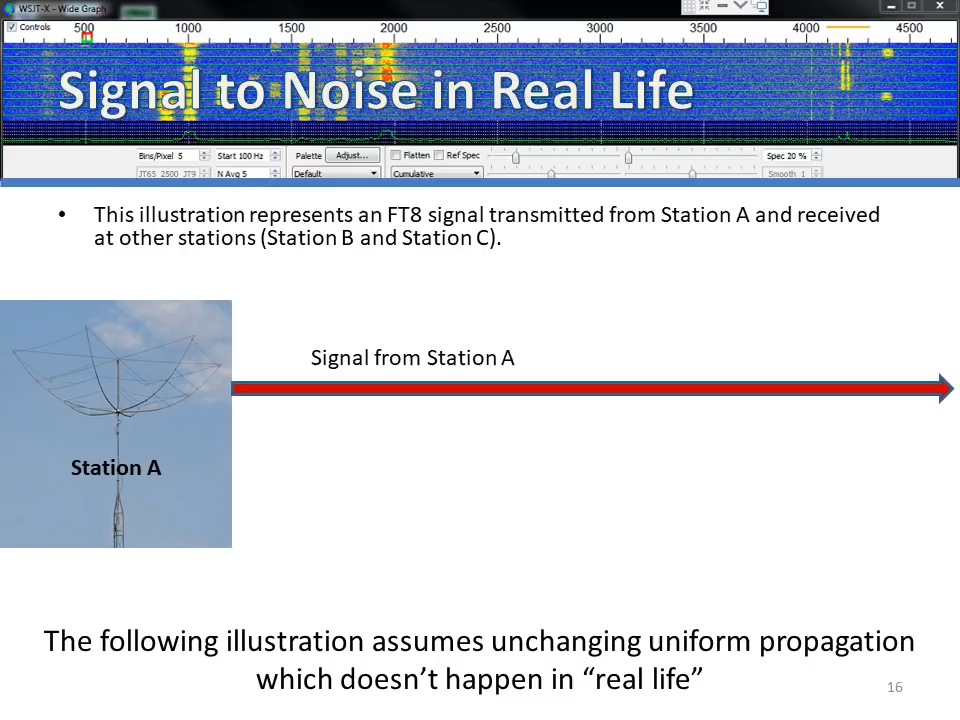 WSJT-X - Wide Graph
Controls 500 1000 1500 2000 2500 3000 3500 4000 4500
Signal to Noise in Real Life
Bins/Pixel 5 Start 100 Hz Palette Adjust... Flatten Ref Spec Spec 20 %
JT65 2500 JT9 N Avg 5 Default Cumulative Smooth 1
• This illustration represents an FT8 signal transmitted from Station A and received
at other stations (Station B and Station C).
Signal from Station A
Station A
The following illustration assumes unchanging uniform propagation
which doesn’t happen in “real life”
16